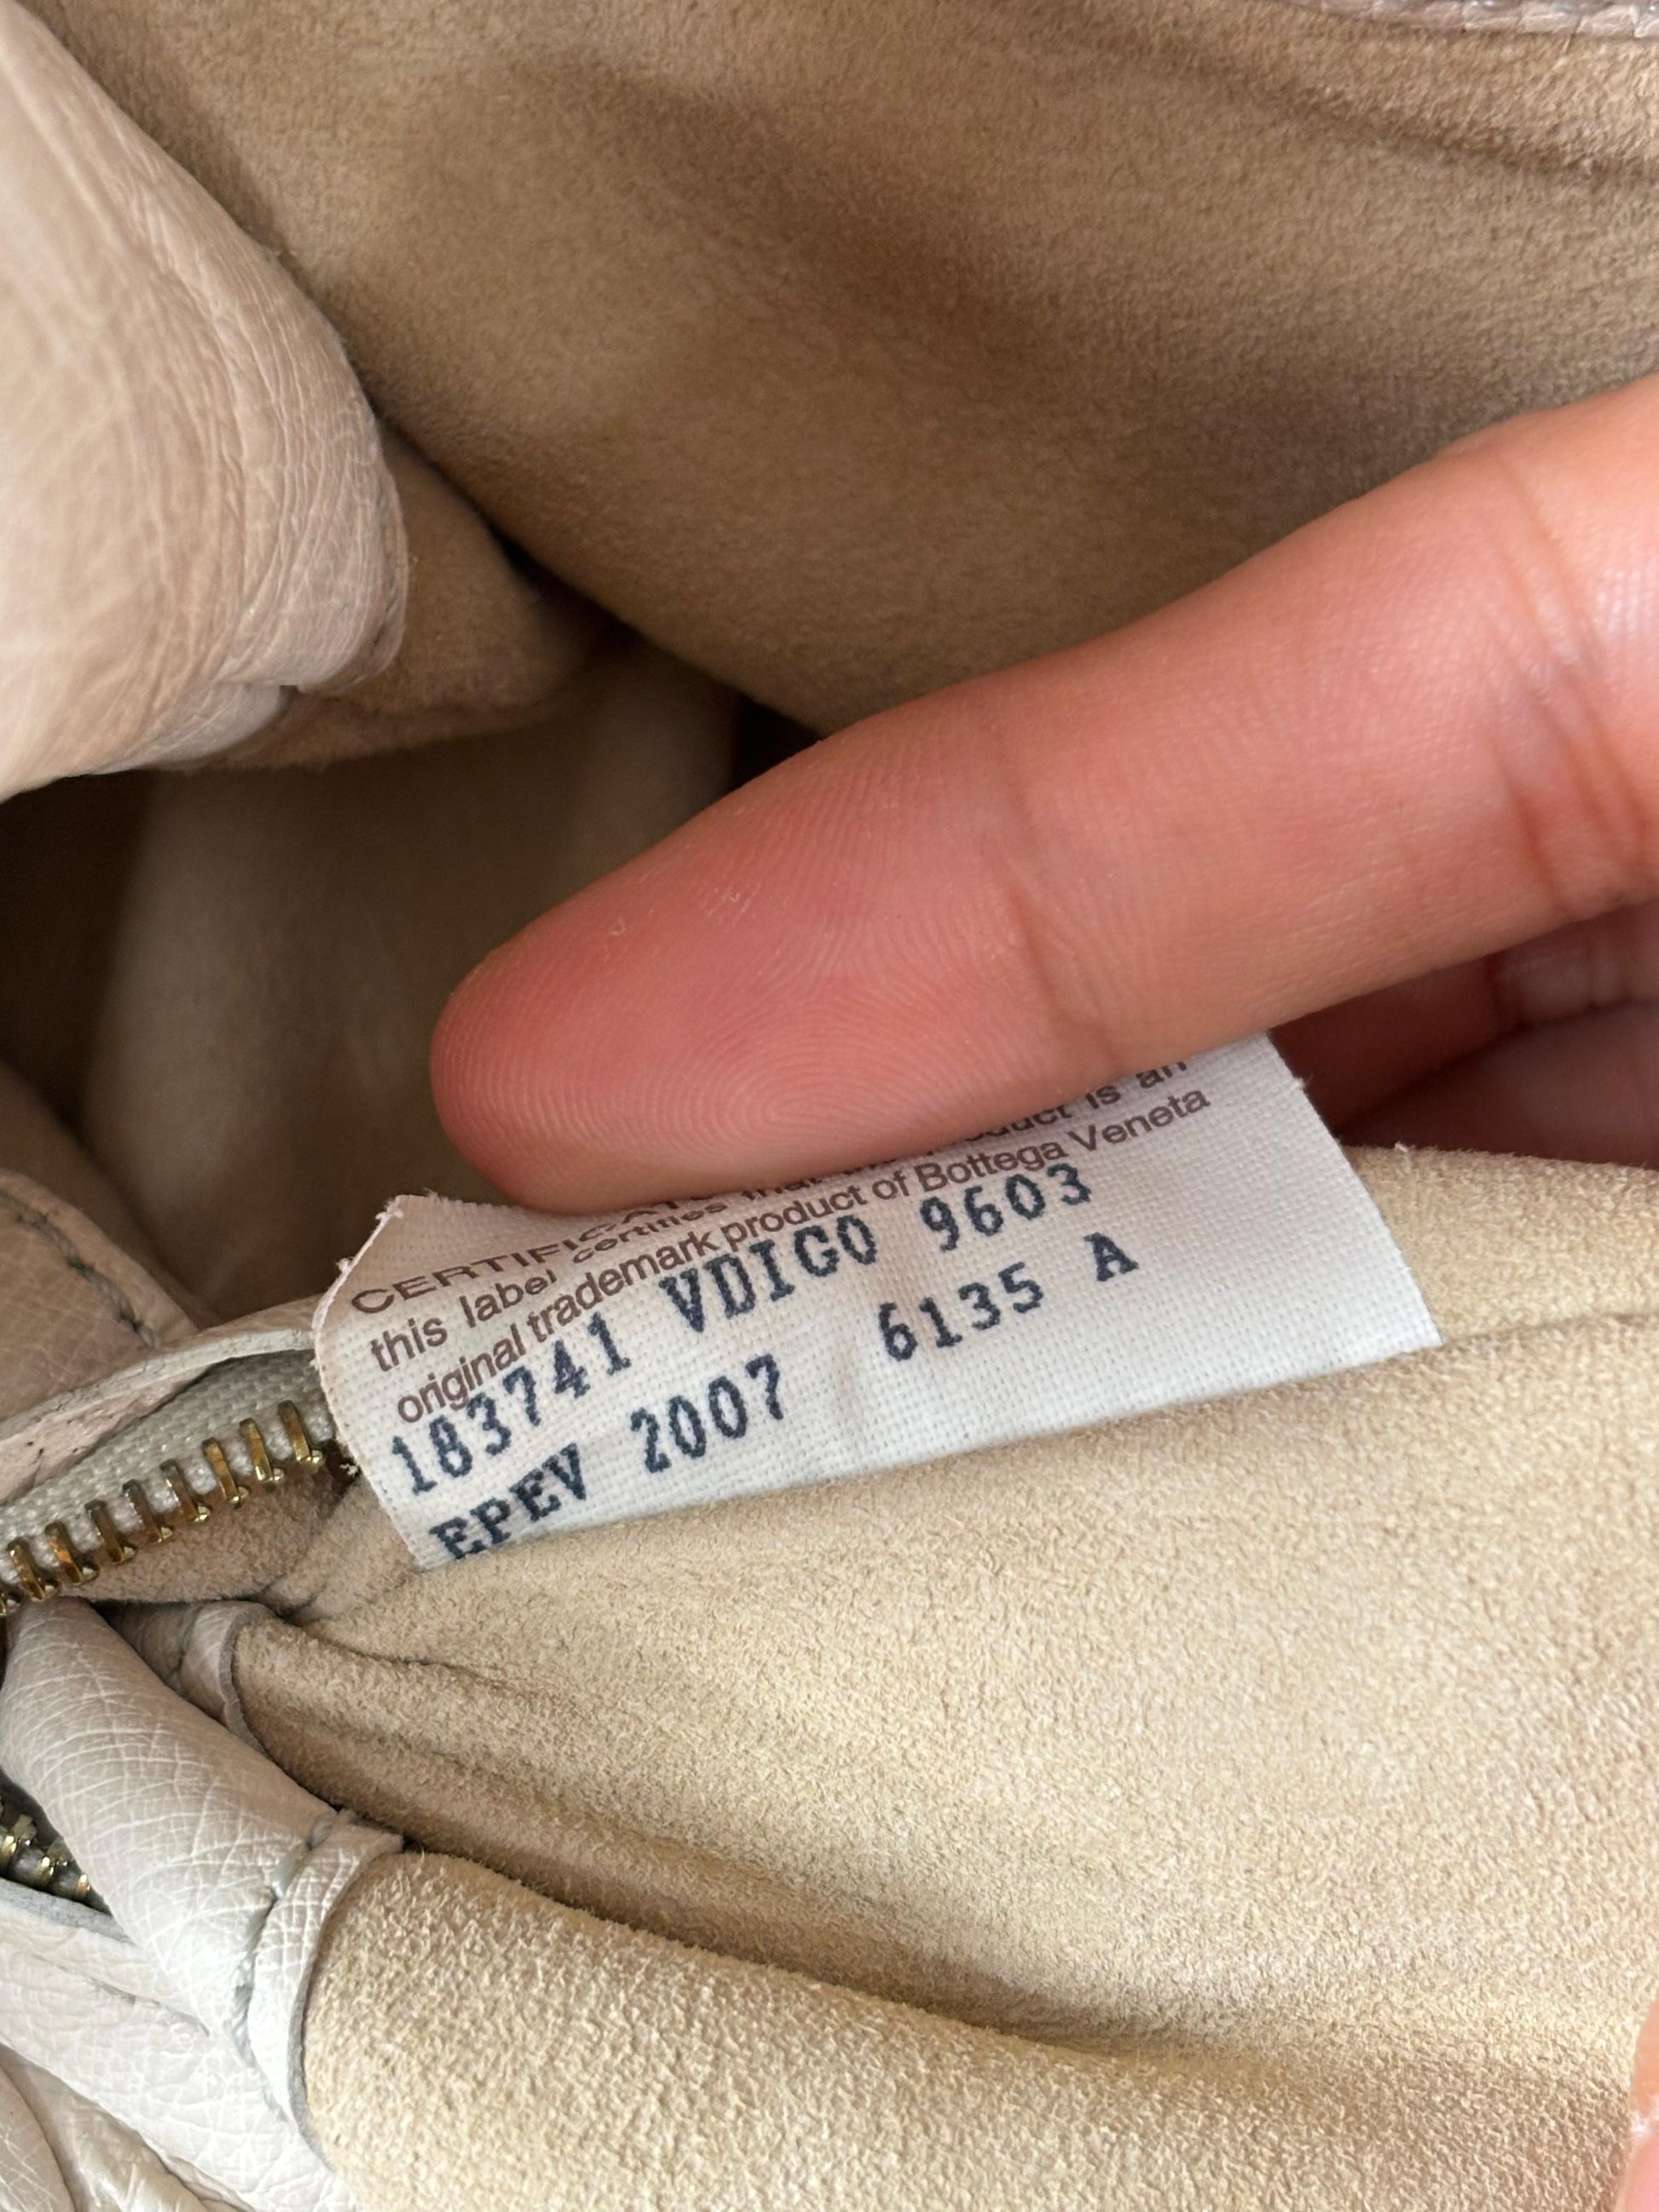 this label certifies that
product is an
original trademark product of Bottega Veneta
183741 VDIGO 9603
EPEV 2007 6135 A